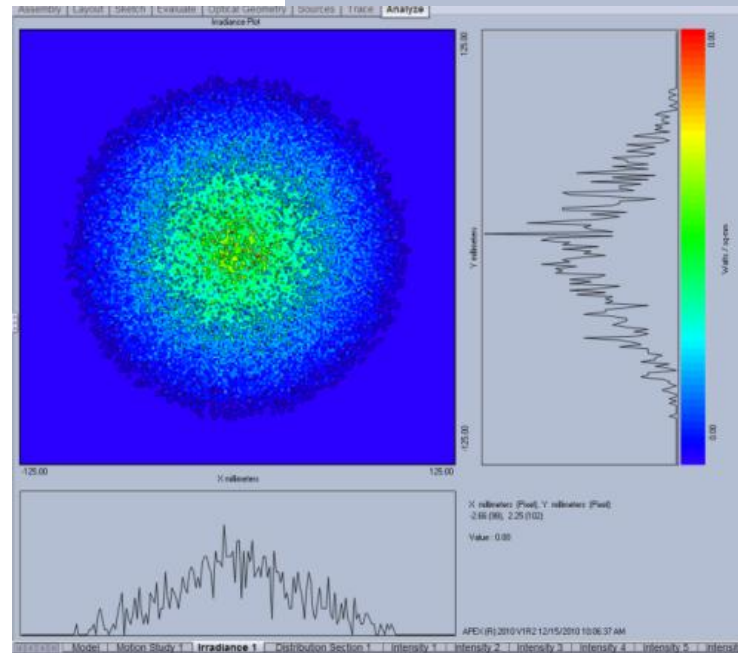 Assembly | Layout | Sketch | Evaluate | Optical Geometry | Sources | Trace | Analyze
Irradiance Plot
125.00
0.00
Y millimeters
Watts / sq-mm
-125.00
0.00
-125.00
125.00
X millimeters
X millimeters (Pixel), Y millimeters (Pixel)
-2.66 (98), 2.25 (102)
Value : 0.00
APEX (R) 2010 V1R2 12/15/2010 10:06:37 AM
Model | Motion Study 1 | Irradiance 1 | Distribution Section 1 | Intensity 1 | Intensity 2 | Intensity 3 | Intensity 4 | Intensity 5 | Intensit